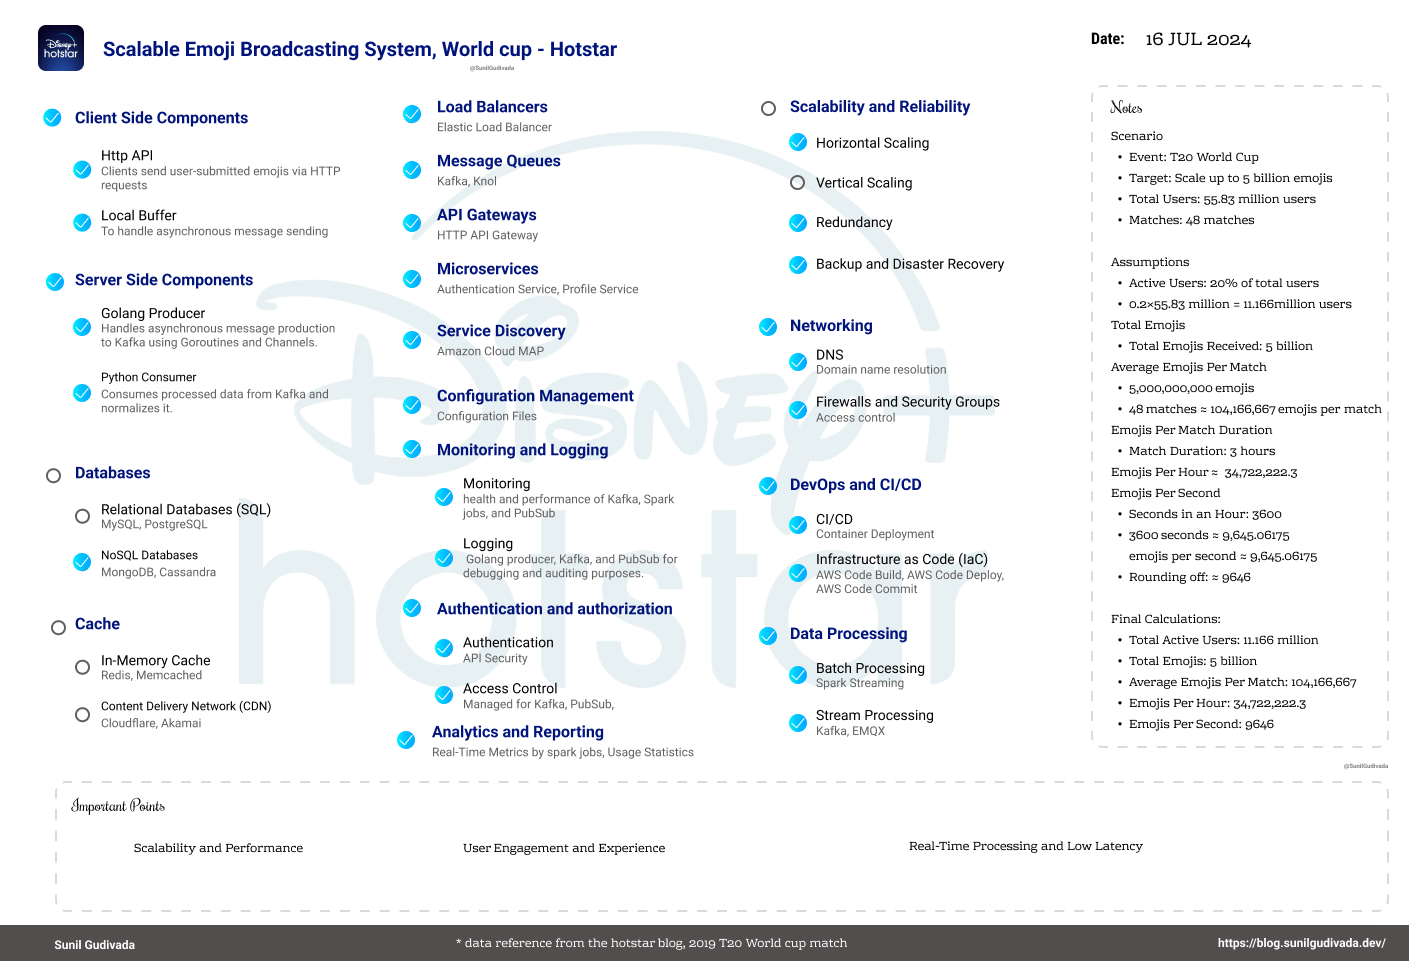 Disney+
hotstar
Scalable Emoji Broadcasting System, World cup - Hotstar
@SunilGudivada
Date: 16 JUL 2024
Client Side Components
Http API
Clients send user-submitted emojis via HTTP
requests
Local Buffer
To handle asynchronous message sending
Server Side Components
Golang Producer
Handles asynchronous message production
to Kafka using Goroutines and Channels.
Python Consumer
Consumes processed data from Kafka and
normalizes it.
Databases
Relational Databases (SQL)
MySQL, PostgreSQL
NoSQL Databases
MongoDB, Cassandra
Cache
In-Memory Cache
Redis, Memcached
Content Delivery Network (CDN)
Cloudflare, Akamai
Load Balancers
Elastic Load Balancer
Message Queues
Kafka, Knol
API Gateways
HTTP API Gateway
Microservices
Authentication Service, Profile Service
Service Discovery
Amazon Cloud MAP
Configuration Management
Configuration Files
Monitoring and Logging
Monitoring
health and performance of Kafka, Spark
jobs, and PubSub
Logging
Golang producer, Kafka, and PubSub for
debugging and auditing purposes.
Authentication and authorization
Authentication
API Security
Access Control
Managed for Kafka, PubSub,
Analytics and Reporting
Real-Time Metrics by spark jobs, Usage Statistics
Scalability and Reliability
Horizontal Scaling
Vertical Scaling
Redundancy
Backup and Disaster Recovery
Networking
DNS
Domain name resolution
Firewalls and Security Groups
Access control
DevOps and CI/CD
CI/CD
Container Deployment
Infrastructure as Code (IaC)
AWS Code Build, AWS Code Deploy,
AWS Code Commit
Data Processing
Batch Processing
Spark Streaming
Stream Processing
Kafka, EMQX
Disney+
hotstar
Notes
Scenario
• Event: T20 World Cup
• Target: Scale up to 5 billion emojis
• Total Users: 55.83 million users
• Matches: 48 matches
Assumptions
• Active Users: 20% of total users
• 0.2×55.83 million = 11.166million users
Total Emojis
• Total Emojis Received: 5 billion
Average Emojis Per Match
• 5,000,000,000 emojis
• 48 matches ≈ 104,166,667 emojis per match
Emojis Per Match Duration
• Match Duration: 3 hours
Emojis Per Hour ≈ 34,722,222.3
Emojis Per Second
• Seconds in an Hour: 3600
• 3600 seconds ≈ 9,645.06175
emojis per second ≈ 9,645.06175
• Rounding off: ≈ 9646
Final Calculations:
• Total Active Users: 11.166 million
• Total Emojis: 5 billion
• Average Emojis Per Match: 104,166,667
• Emojis Per Hour: 34,722,222.3
• Emojis Per Second: 9646
@SunilGudivada
Important Points
Scalability and Performance
User Engagement and Experience
Real-Time Processing and Low Latency
Sunil Gudivada
* data reference from the hotstar blog, 2019 T20 World cup match
https://blog.sunilgudivada.dev/